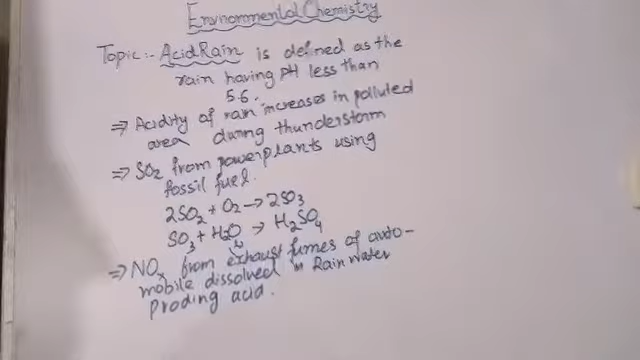 Environmental Chemistry
Topic:- Acid Rain is defined as the
rain having pH less than
5.6.
⇒ Acidity of rain increases in polluted
area during thunderstorm
⇒ SO₂ from powerplants using
fossil fuel.
2SO₂ + O₂ → 2SO₃
SO₃ + H₂O → H₂SO₄
⇒ NOₓ from exhaust fumes of auto-
mobile dissolved in Rain water
Proding acid.